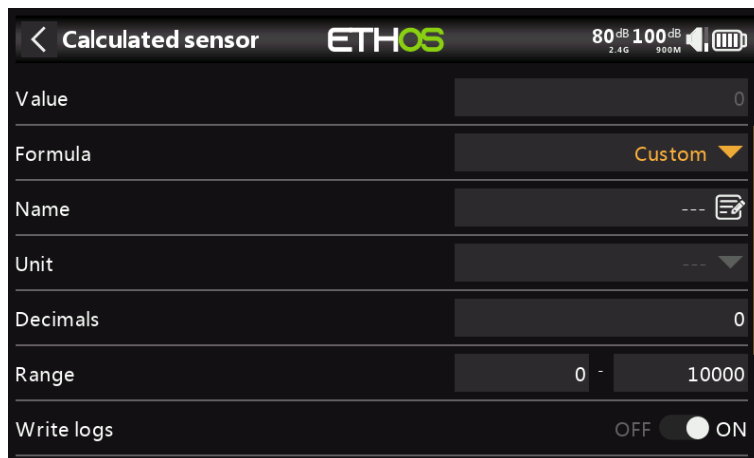 Calculated sensor ETHOS 80dB 2.4G 100dB 900M
Value 0
Formula Custom
Name ---
Unit ---
Decimals 0
Range 0 - 10000
Write logs OFF ON